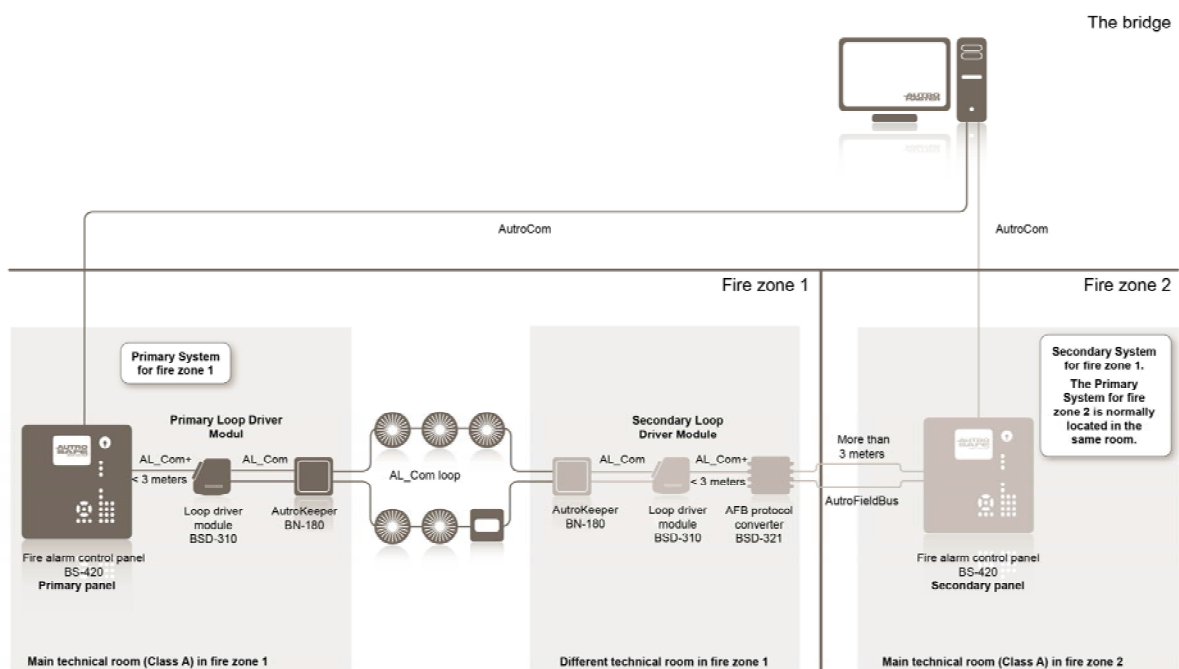 The bridge
AUTRO
MASTER
AutroCom
AutroCom
Fire zone 1
Fire zone 2
Primary System
for fire zone 1
Secondary System
for fire zone 1.
The Primary
System for fire
zone 2 is normally
located in the
same room.
Primary Loop Driver
Modul
Secondary Loop
Driver Module
AUTRO
SAFE
AL_Com+
< 3 meters
AL_Com
AL_Com loop
AL_Com
AL_Com+
< 3 meters
More than
3 meters
AutroFieldBus
AUTRO
SAFE
Loop driver
module
BSD-310
AutroKeeper
BN-180
AutroKeeper
BN-180
Loop driver
module
BSD-310
AFB protocol
converter
BSD-321
Fire alarm control panel
BS-420
Primary panel
Fire alarm control panel
BS-420
Secondary panel
Main technical room (Class A) in fire zone 1
Different technical room in fire zone 1
Main technical room (Class A) in fire zone 2